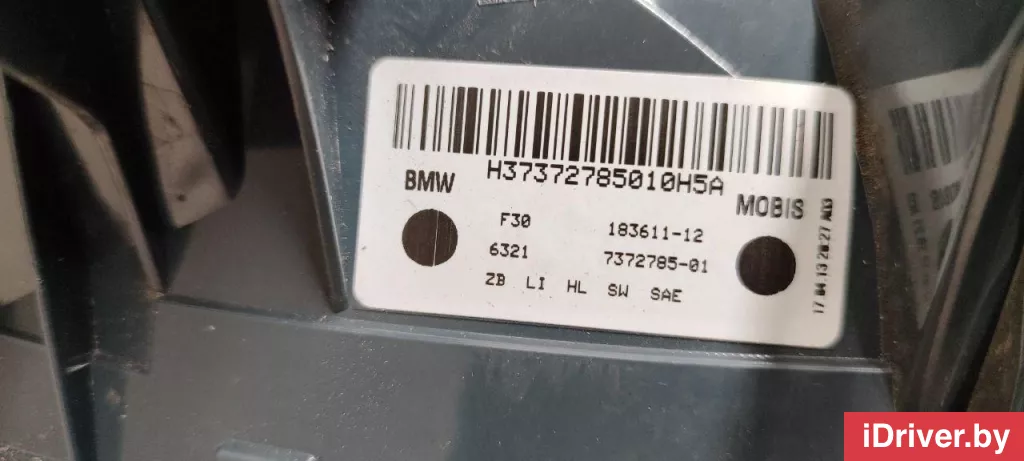 H37372785010H5A
BMW
MOBIS
F30 183611-12
6321 7372785-01
ZB LI HL SW SAE
17 04 13 20 27 A03
iDriver.by